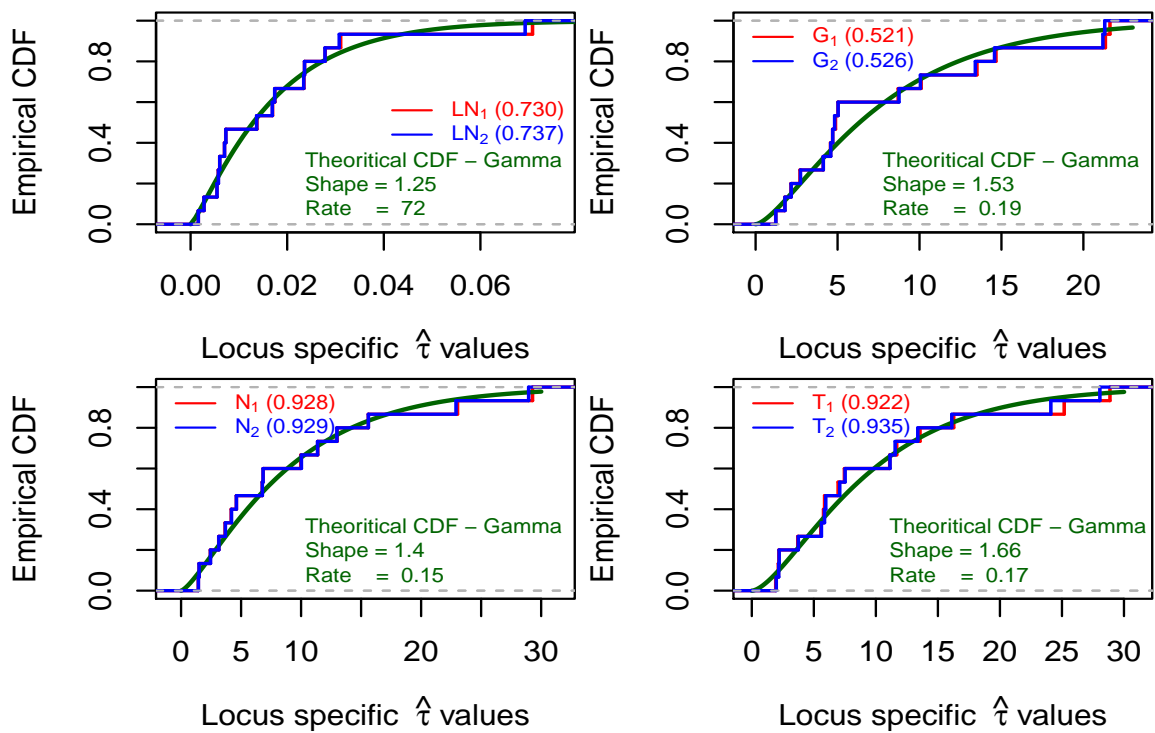 Empirical CDF
0.0 0.4 0.8
LN1 (0.730)
LN2 (0.737)
Theoritical CDF – Gamma
Shape = 1.25
Rate = 72
0.00 0.02 0.04 0.06
Locus specific τ̂ values
Empirical CDF
0.0 0.4 0.8
G1 (0.521)
G2 (0.526)
Theoritical CDF – Gamma
Shape = 1.53
Rate = 0.19
0 5 10 15 20
Locus specific τ̂ values
Empirical CDF
0.0 0.4 0.8
N1 (0.928)
N2 (0.929)
Theoritical CDF – Gamma
Shape = 1.4
Rate = 0.15
0 5 10 20 30
Locus specific τ̂ values
Empirical CDF
0.0 0.4 0.8
T1 (0.922)
T2 (0.935)
Theoritical CDF – Gamma
Shape = 1.66
Rate = 0.17
0 5 10 15 20 25 30
Locus specific τ̂ values